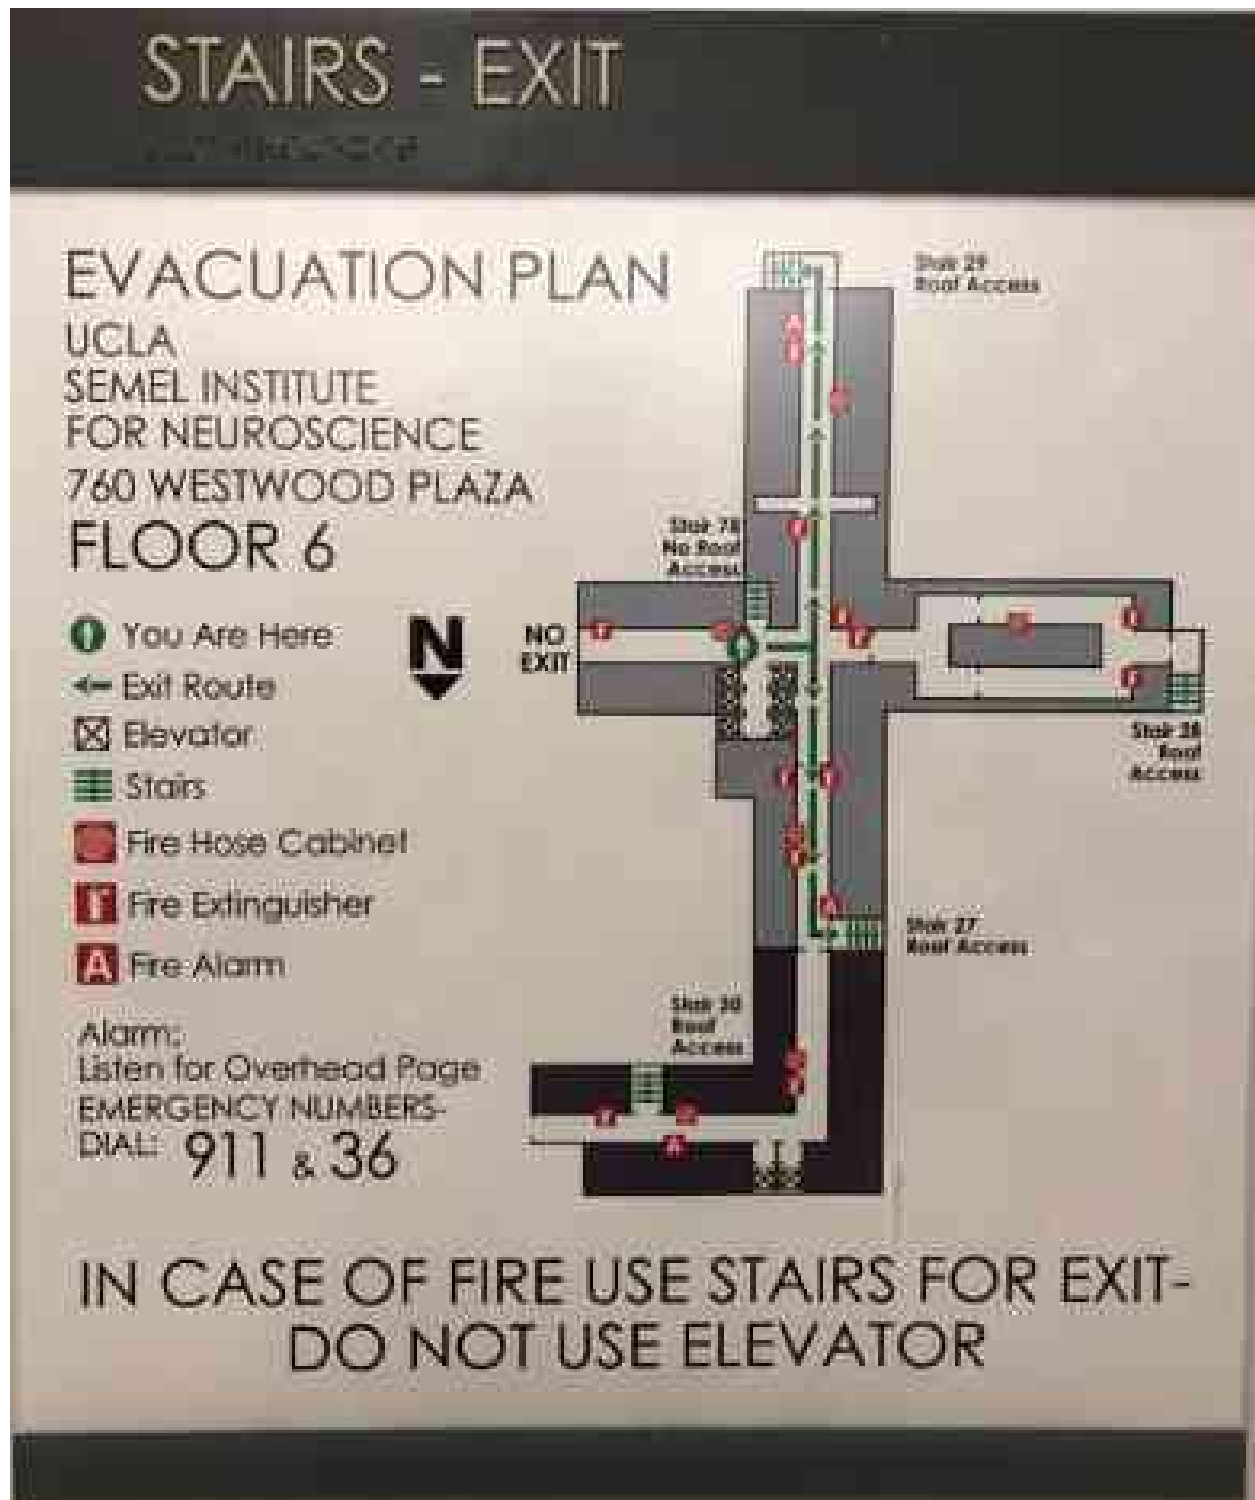 STAIRS - EXIT
EVACUATION PLAN
UCLA
SEMEL INSTITUTE
FOR NEUROSCIENCE
760 WESTWOOD PLAZA
FLOOR 6
You Are Here
Exit Route
Elevator
Stairs
Fire Hose Cabinet
F Fire Extinguisher
A Fire Alarm
Alarm:
Listen for Overhead Page
EMERGENCY NUMBERS-
DIAL: 911 & 36
N
NO
EXIT
Stair 29
Roof Access
Stair 78
No Roof
Access
Stair 28
Roof
Access
Stair 27
Roof Access
Stair 30
Roof
Access
IN CASE OF FIRE USE STAIRS FOR EXIT-
DO NOT USE ELEVATOR